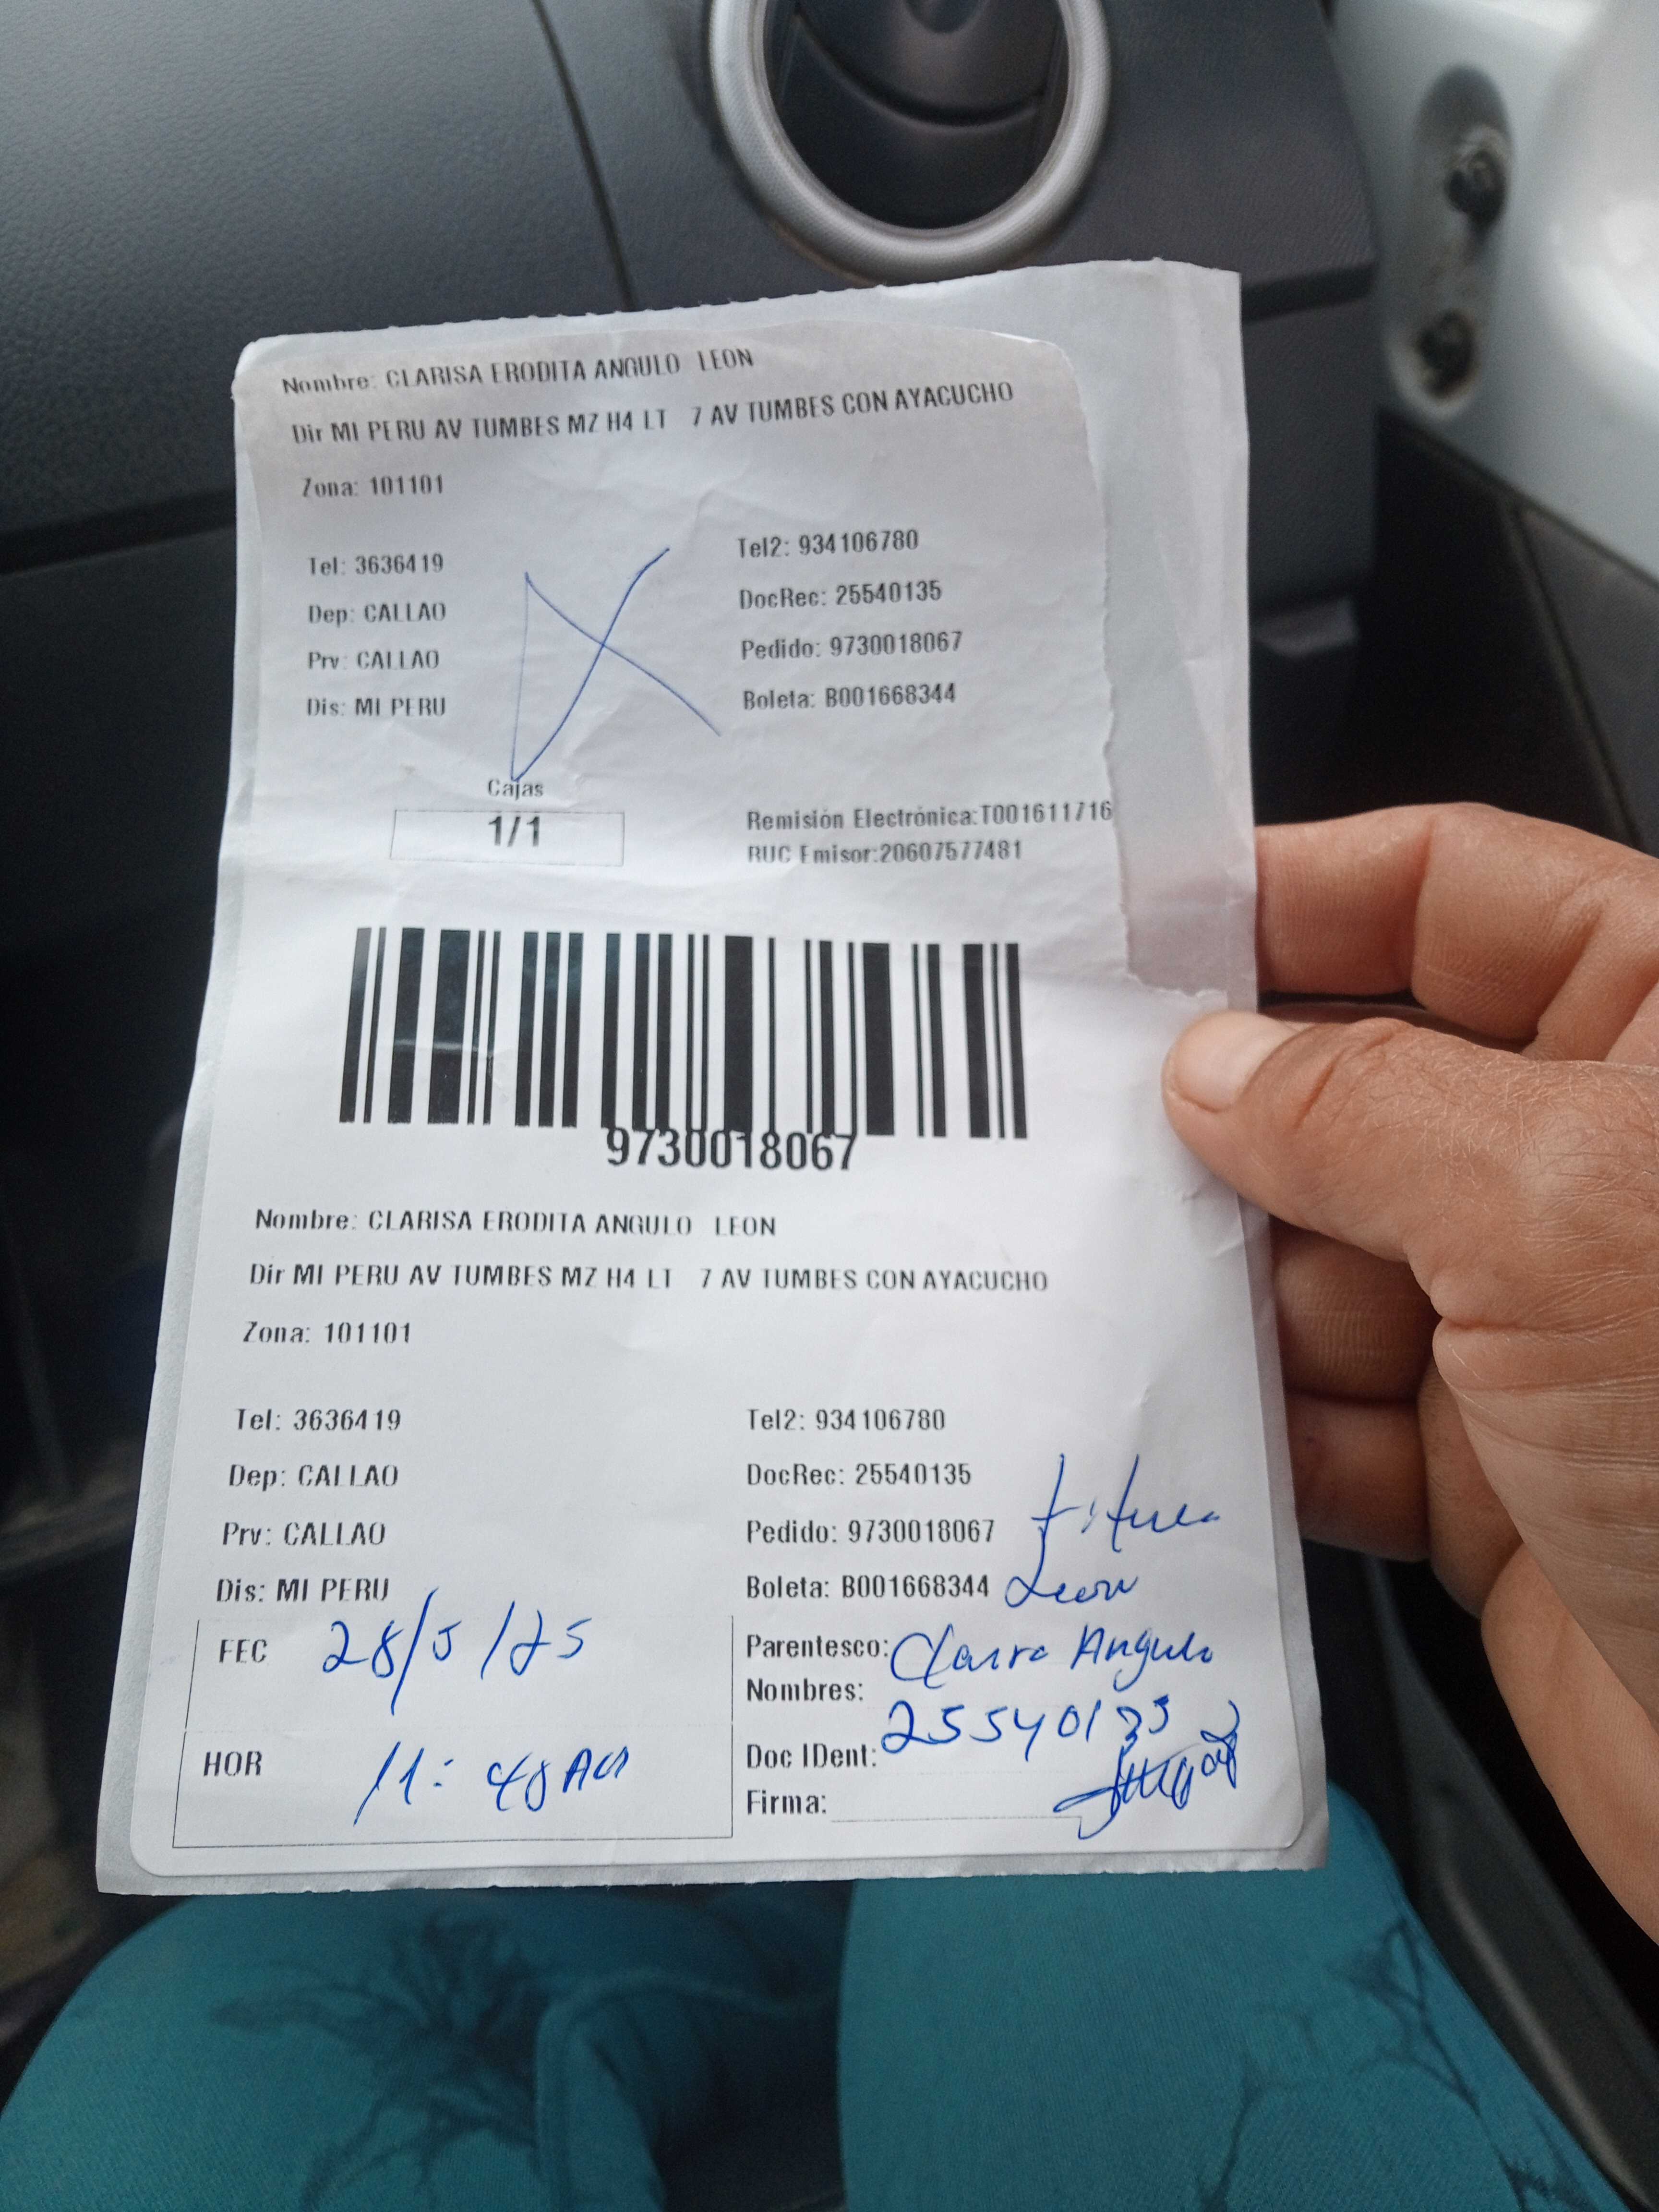 Nombre: CLARISA ERODITA ANGULO LEON
Dir MI PERU AV TUMBES MZ H4 LT 7 AV TUMBES CON AYACUCHO
Zona: 101101
Tel: 3636419
Tel2: 934106780
Dep: CALLAO
DocRec: 25540135
Prv: CALLAO
Pedido: 9730018067
Dis: MI PERU
Boleta: B001668344
Cajas
1/1
Remisión Electrónica:T001611716
RUC Emisor:20607577481
9730018067
Nombre: CLARISA ERODITA ANGULO LEON
Dir MI PERU AV TUMBES MZ H4 LT 7 AV TUMBES CON AYACUCHO
Zona: 101101
Tel: 3636419
Tel2: 934106780
Dep: CALLAO
DocRec: 25540135
Prv: CALLAO
Pedido: 9730018067
Dis: MI PERU
Boleta: B001668344 Leon
FEC 28/5/25
Parentesco: Angulo
Nombres:
HOR 11:48 AM
Doc IDent: 25540135
Firma: